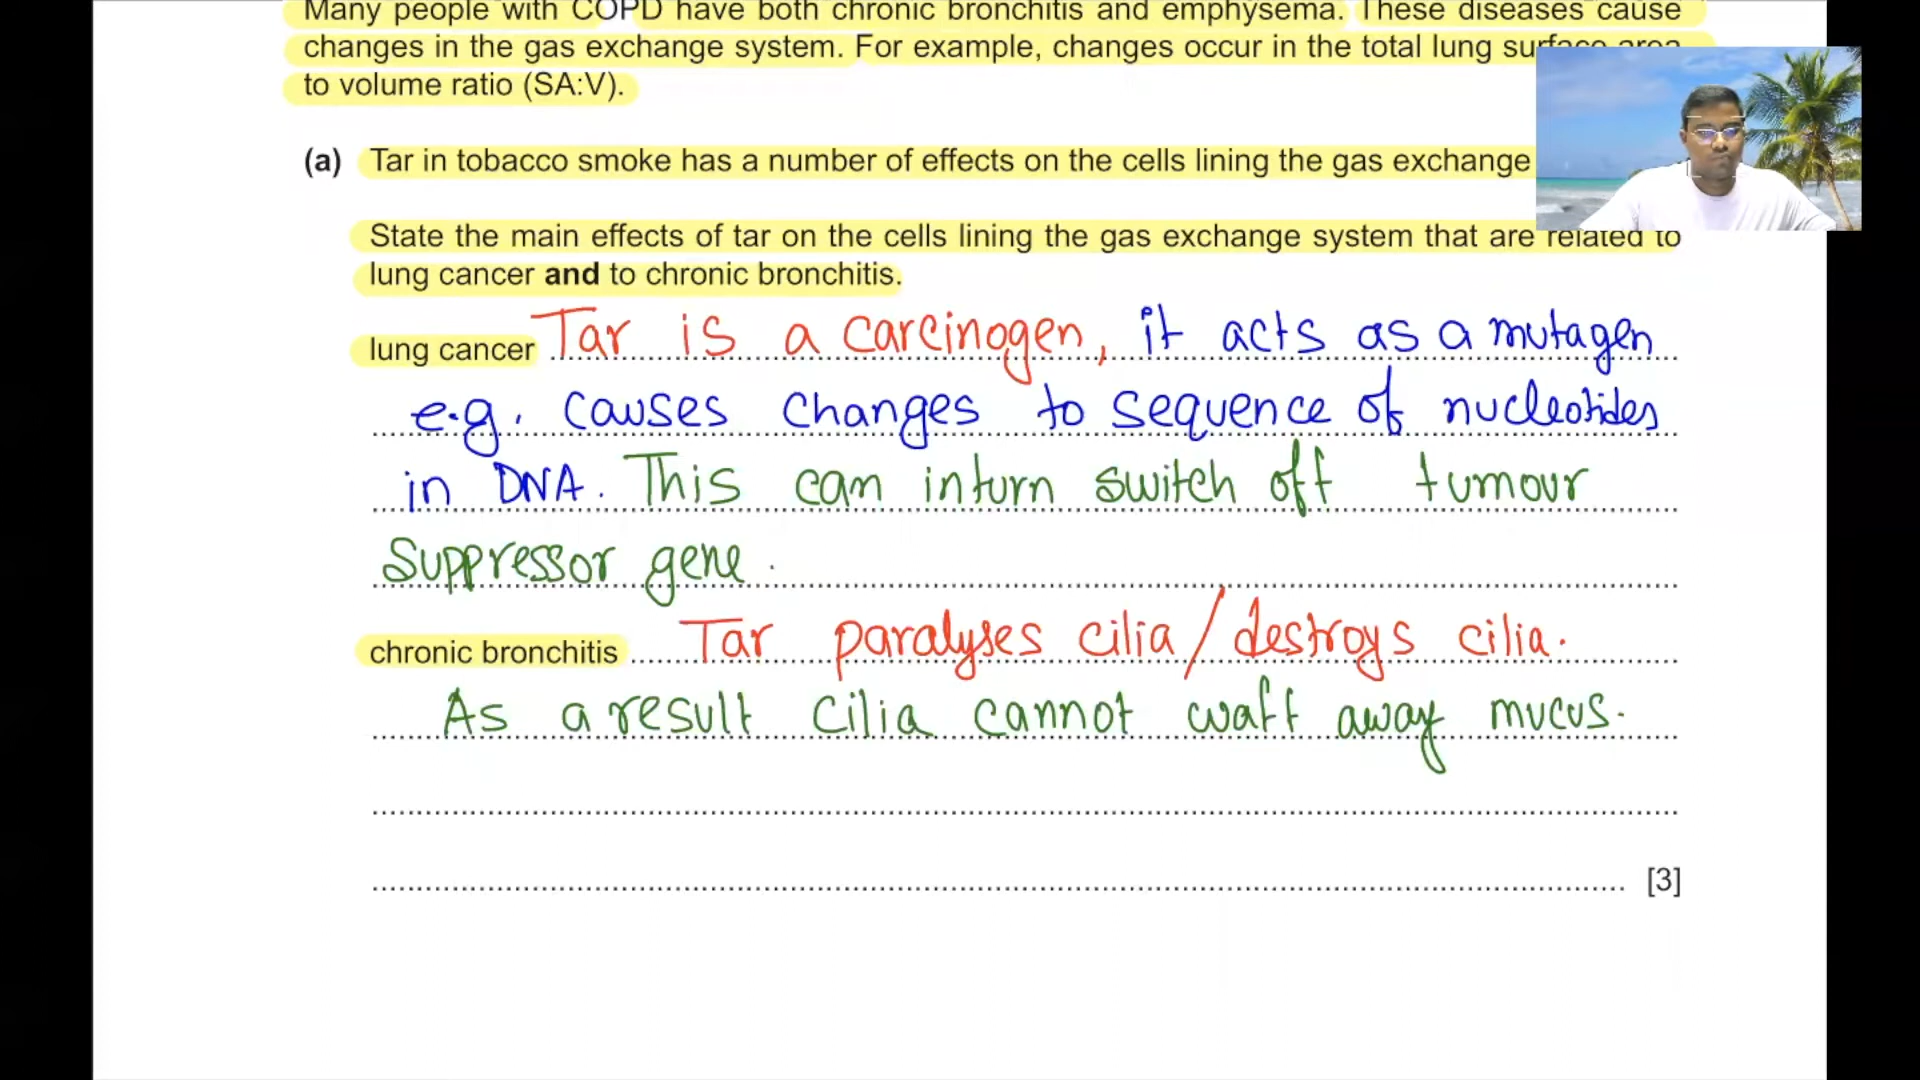 Many people with COPD have both chronic bronchitis and emphysema. These diseases cause
changes in the gas exchange system. For example, changes occur in the total lung surface area
to volume ratio (SA:V).
(a) Tar in tobacco smoke has a number of effects on the cells lining the gas exchange
State the main effects of tar on the cells lining the gas exchange system that are related to
lung cancer and to chronic bronchitis.
lung cancer Tar is a carcinogen, it acts as a mutagen
e.g. causes changes to sequence of nucleotides
in DNA. This can inturn switch off tumour
suppressor gene.
chronic bronchitis Tar paralyses cilia/destroys cilia.
As a result cilia cannot waft away mucus.
[3]